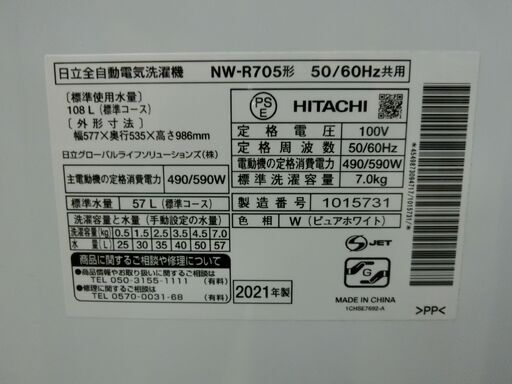 日立全自動電気洗濯機 NW-R705形 50/60Hz共用
〔標準使用水量〕
108L(標準コース)
〔外形寸法〕
幅577×奥行535×高さ986mm
日立グローバルライフソリューションズ(株)
主電動機の定格消費電力 490/590W
標準水量 57L(標準コース)
洗濯容量と水量(手動設定の水量)
洗濯容量(kg) 0.5 1.5 2.5 3.5 4.5 7.0
水量(L) 25 30 35 40 50 57
商品に関するご相談や修理について
商品情報やお取り扱いに関するご相談
TEL 050-3155-1111 (有料)
修理などに関するご相談
TEL 0570-0031-68 (有料)
2021年製
PS
E
HITACHI
定格電圧 100V
定格周波数 50/60Hz
電動機の定格消費電力 490/590W
標準洗濯容量 7.0kg
製造番号 1015731
色相 W(ピュアホワイト)
JET
G
MADE IN CHINA
1CHSE7692-A
>PP<